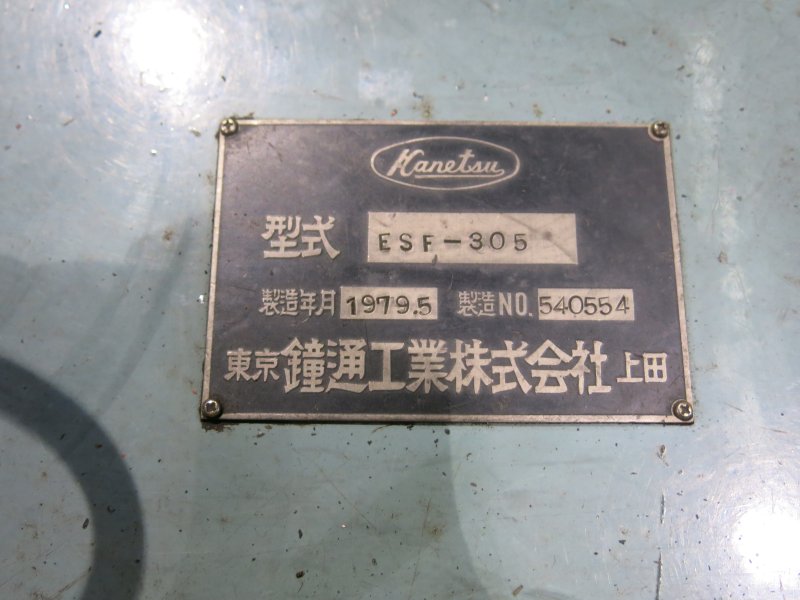 Kanetsu
型式 ESF-305
製造年月 1979.5 製造NO. 540554
東京 鐘通工業株式会社 上田